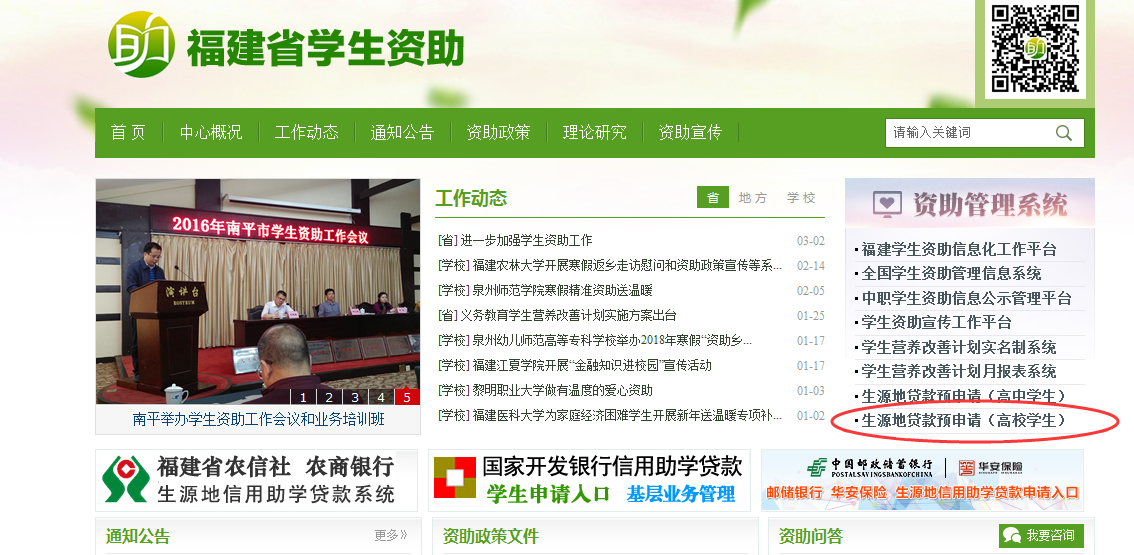 福建省学生资助
首 页
中心概况
工作动态
通知公告
资助政策
理论研究
资助宣传
请输入关键词
2016年南平市学生资助工作会议
演讲台
ROSTRUM
1 2 3 4 5
南平举办学生资助工作会议和业务培训班
工作动态
省 地 方 学 校
[省] 进一步加强学生资助工作 03-02
[学校] 福建农林大学开展寒假返乡走访慰问和资助政策宣传等系... 02-14
[学校] 泉州师范学院寒假精准资助送温暖 02-05
[省] 义务教育学生营养改善计划实施方案出台 01-25
[学校] 泉州幼儿师范高等专科学校举办2018年寒假“资助乡... 01-17
[学校] 福建江夏学院开展“金融知识进校园”宣传活动 01-17
[学校] 黎明职业大学做有温度的爱心资助 01-03
[学校] 福建医科大学为家庭经济困难学生开展新年送温暖专项补... 01-02
资助管理系统
福建学生资助信息化工作平台
全国学生资助管理信息系统
中职学生资助信息公示管理平台
学生资助宣传工作平台
学生营养改善计划实名制系统
学生营养改善计划月报表系统
生源地贷款预申请（高中学生）
生源地贷款预申请（高校学生）
福建省农信社 农商银行
生源地信用助学贷款系统
国家开发银行信用助学贷款
学生申请入口 基层业务管理
中国邮政储蓄银行
POSTAL SAVINGS BANK OF CHINA
华安保险
邮储银行 华安保险 生源地信用助学贷款申请入口
通知公告
更多》
资助政策文件
资助问答
我要咨询